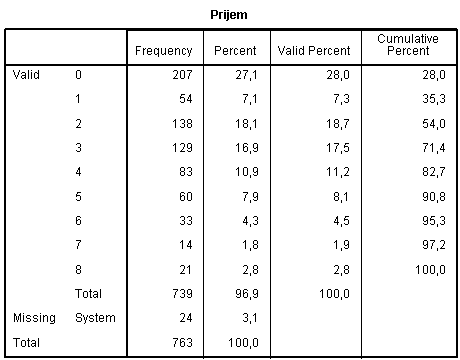 Prijem
Frequency Percent Valid Percent Cumulative Percent
Valid 0 207 27,1 28,0 28,0
1 54 7,1 7,3 35,3
2 138 18,1 18,7 54,0
3 129 16,9 17,5 71,4
4 83 10,9 11,2 82,7
5 60 7,9 8,1 90,8
6 33 4,3 4,5 95,3
7 14 1,8 1,9 97,2
8 21 2,8 2,8 100,0
Total 739 96,9 100,0
Missing System 24 3,1
Total 763 100,0